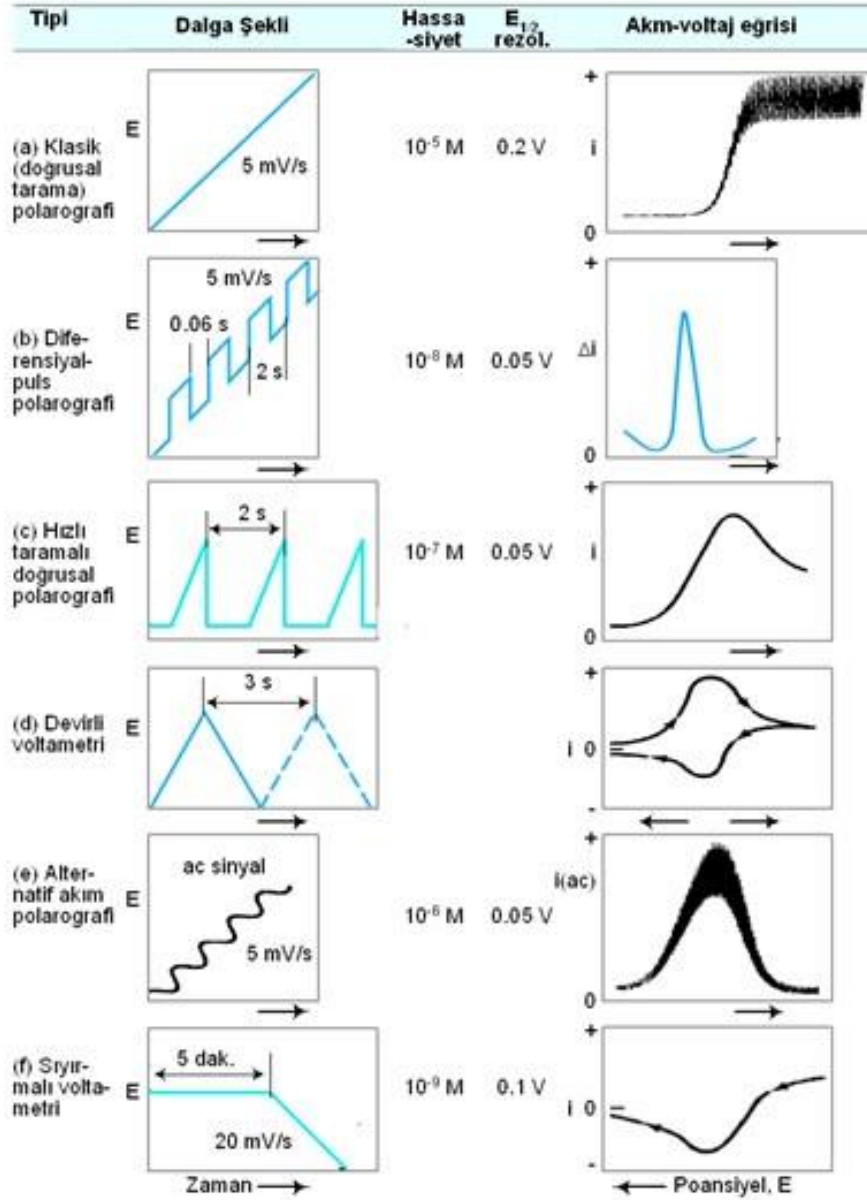 Tipi
Dalga Şekli
Hassa
-siyet
E1/2
rezol.
Akm-voltaj eğrisi
(a) Klasik
(doğrusal
tarama)
polarografi
E
5 mV/s
10-5 M
0.2 V
+
i
0
(b) Dife-
rensiyal-
puls
polarografi
E
5 mV/s
0.06 s
2 s
10-8 M
0.05 V
+
Δi
0
(c) Hızlı
taramalı
doğrusal
polarografi
E
2 s
10-7 M
0.05 V
+
i
0
(d) Devirli
voltametri
E
3 s
+
i 0
-
(e) Alter-
natif akım
polarografi
E
ac sinyal
5 mV/s
10-6 M
0.05 V
+
i(ac)
0
(f) Sıyır-
malı volta-
metri
E
5 dak.
20 mV/s
10-9 M
0.1 V
+
i 0
-
Zaman
Poansiyel, E